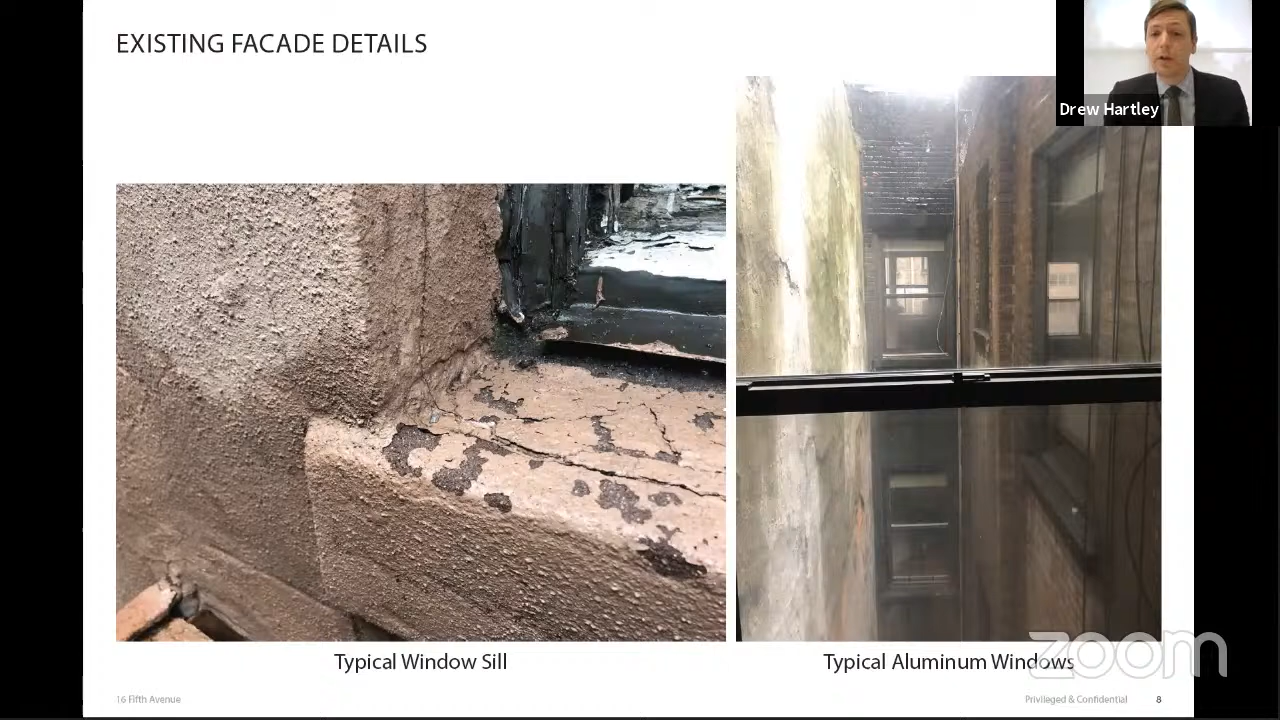 EXISTING FACADE DETAILS
Drew Hartley
Typical Window Sill
Typical Aluminum Windows
zoom
16 Fifth Avenue
Privileged & Confidential
8